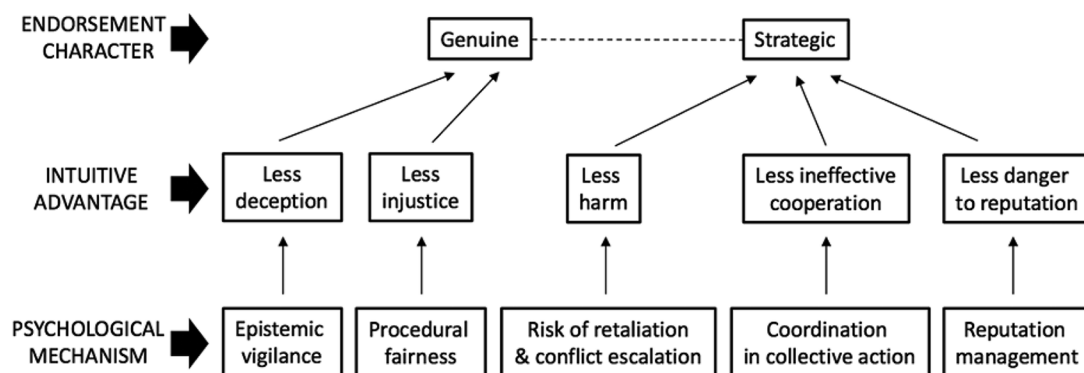 ENDORSEMENT
CHARACTER
Genuine
Strategic
INTUITIVE
ADVANTAGE
Less
deception
Less
injustice
Less
harm
Less ineffective
cooperation
Less danger
to reputation
PSYCHOLOGICAL
MECHANISM
Epistemic
vigilance
Procedural
fairness
Risk of retaliation
& conflict escalation
Coordination
in collective action
Reputation
management